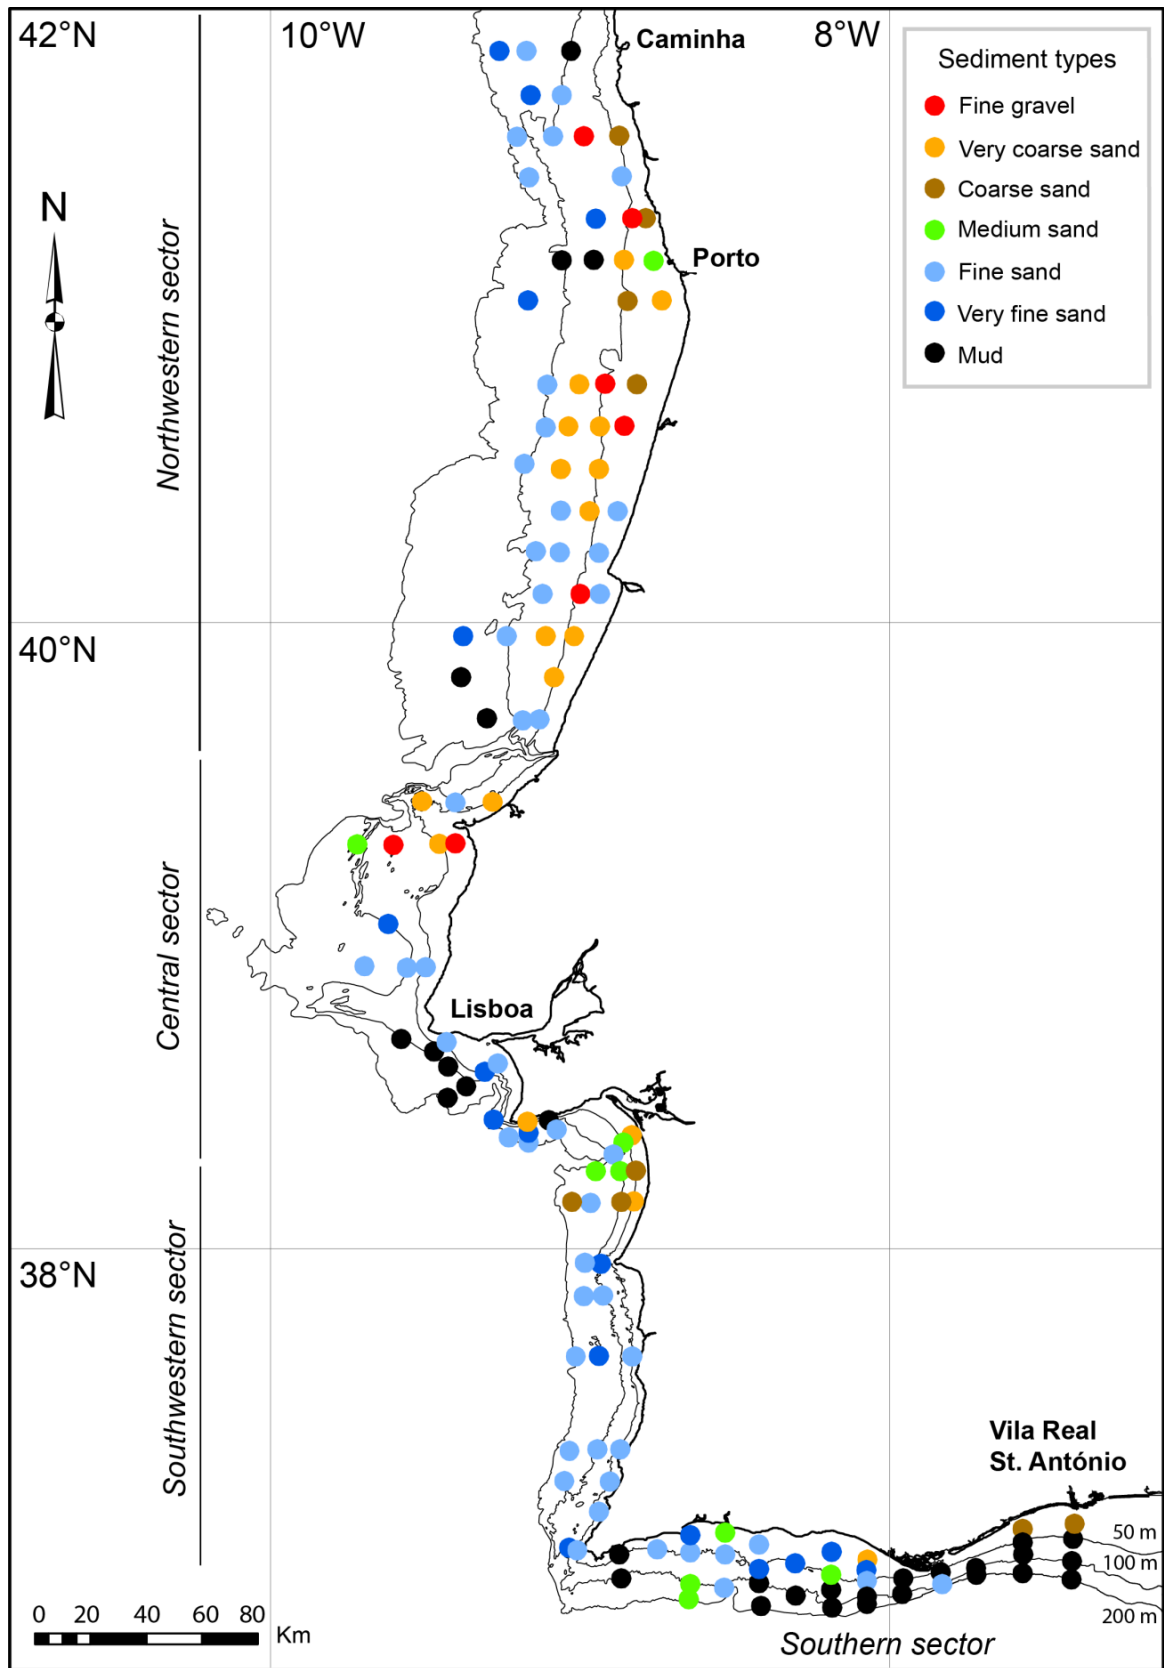 42°N
10°W
8°W
Caminha
Sediment types
Fine gravel
Very coarse sand
Coarse sand
Medium sand
Fine sand
Very fine sand
Mud
N
Porto
Northwestern sector
40°N
Central sector
Lisboa
38°N
Southwestern sector
Vila Real
St. António
50 m
100 m
200 m
0 20 40 60 80
Km
Southern sector